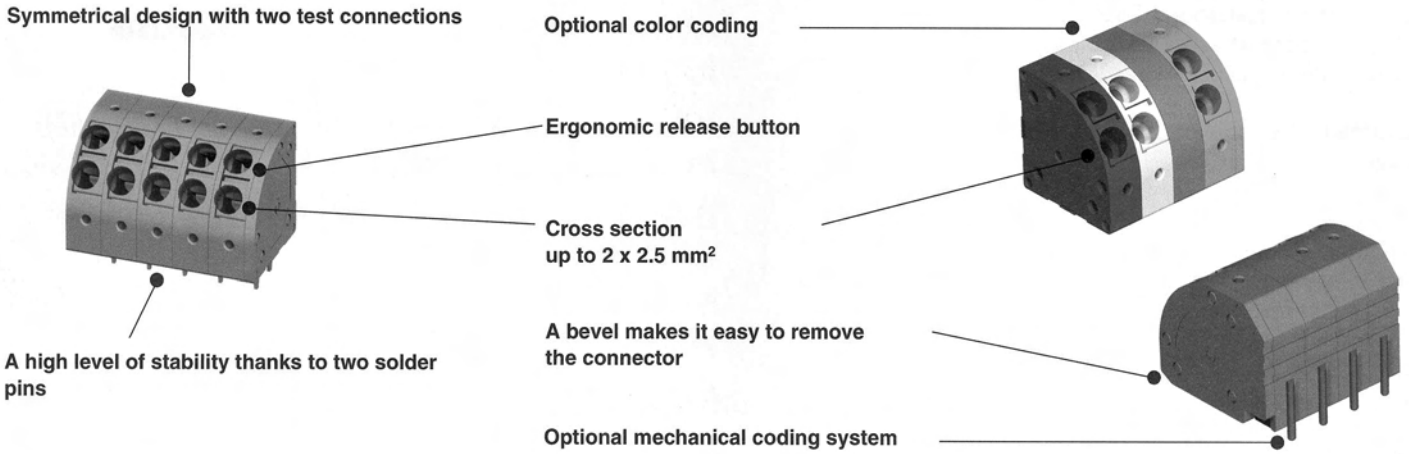 Symmetrical design with two test connections
Optional color coding
Ergonomic release button
Cross section
up to 2 x 2.5 mm²
A high level of stability thanks to two solder
pins
A bevel makes it easy to remove
the connector
Optional mechanical coding system